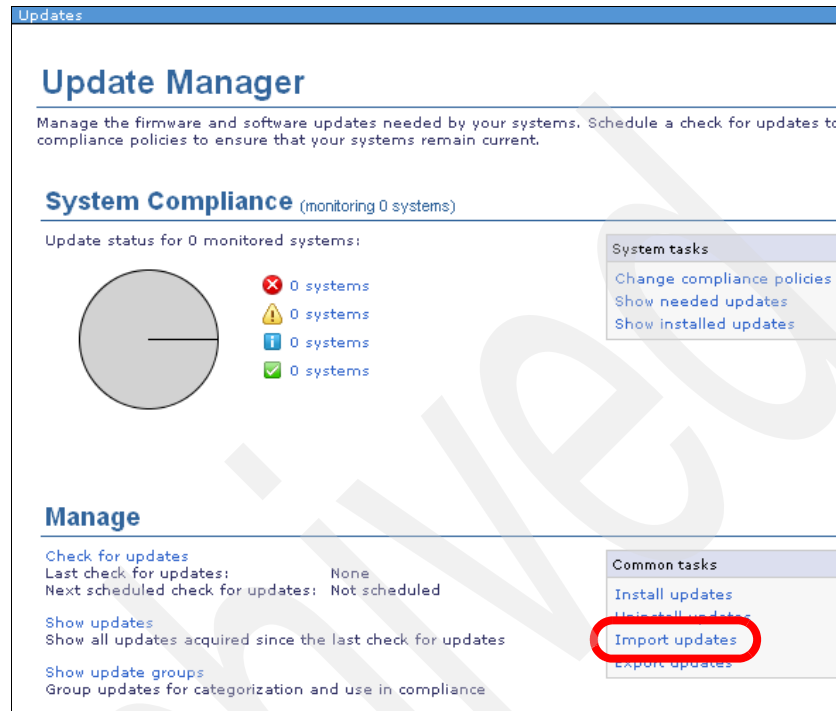 Updates
Update Manager
Manage the firmware and software updates needed by your systems. Schedule a check for updates to
compliance policies to ensure that your systems remain current.
System Compliance (monitoring 0 systems)
Update status for 0 monitored systems:
0 systems
0 systems
0 systems
0 systems
System tasks
Change compliance policies
Show needed updates
Show installed updates
Manage
Check for updates
Last check for updates: None
Next scheduled check for updates: Not scheduled
Show updates
Show all updates acquired since the last check for updates
Show update groups
Group updates for categorization and use in compliance
Common tasks
Install updates
Uninstall updates
Import updates
Export updates